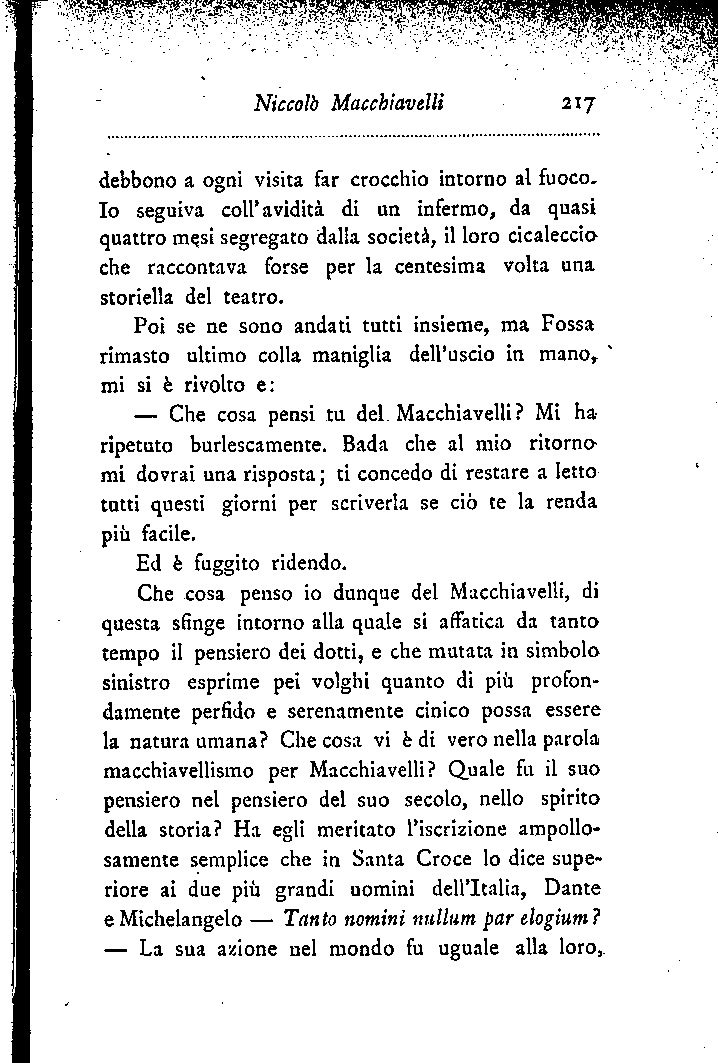 Niccolò Macchiavelli 217
debbono a ogni visita far crocchio intorno al fuoco.
Io seguiva coll'avidità di un infermo, da quasi
quattro mesi segregato dalla società, il loro cicaleccio
che raccontava forse per la centesima volta una
storiella del teatro.
Poi se ne sono andati tutti insieme, ma Fossa
rimasto ultimo colla maniglia dell'uscio in mano,
mi si è rivolto e:
— Che cosa pensi tu del Macchiavelli? Mi ha
ripetuto burlescamente. Bada che al mio ritorno
mi dovrai una risposta; ti concedo di restare a letto
tutti questi giorni per scriverla se ciò te la renda
più facile.
Ed è fuggito ridendo.
Che cosa penso io dunque del Macchiavelli, di
questa sfinge intorno alla quale si affatica da tanto
tempo il pensiero dei dotti, e che mutata in simbolo
sinistro esprime pei volghi quanto di più profon-
damente perfido e serenamente cinico possa essere
la natura umana? Che cosa vi è di vero nella parola
macchiavellismo per Macchiavelli? Quale fu il suo
pensiero nel pensiero del suo secolo, nello spirito
della storia? Ha egli meritato l'iscrizione ampollo-
samente semplice che in Santa Croce lo dice supe-
riore ai due più grandi uomini dell'Italia, Dante
e Michelangelo — Tanto nomini nullum par elogium?
— La sua azione nel mondo fu uguale alla loro,